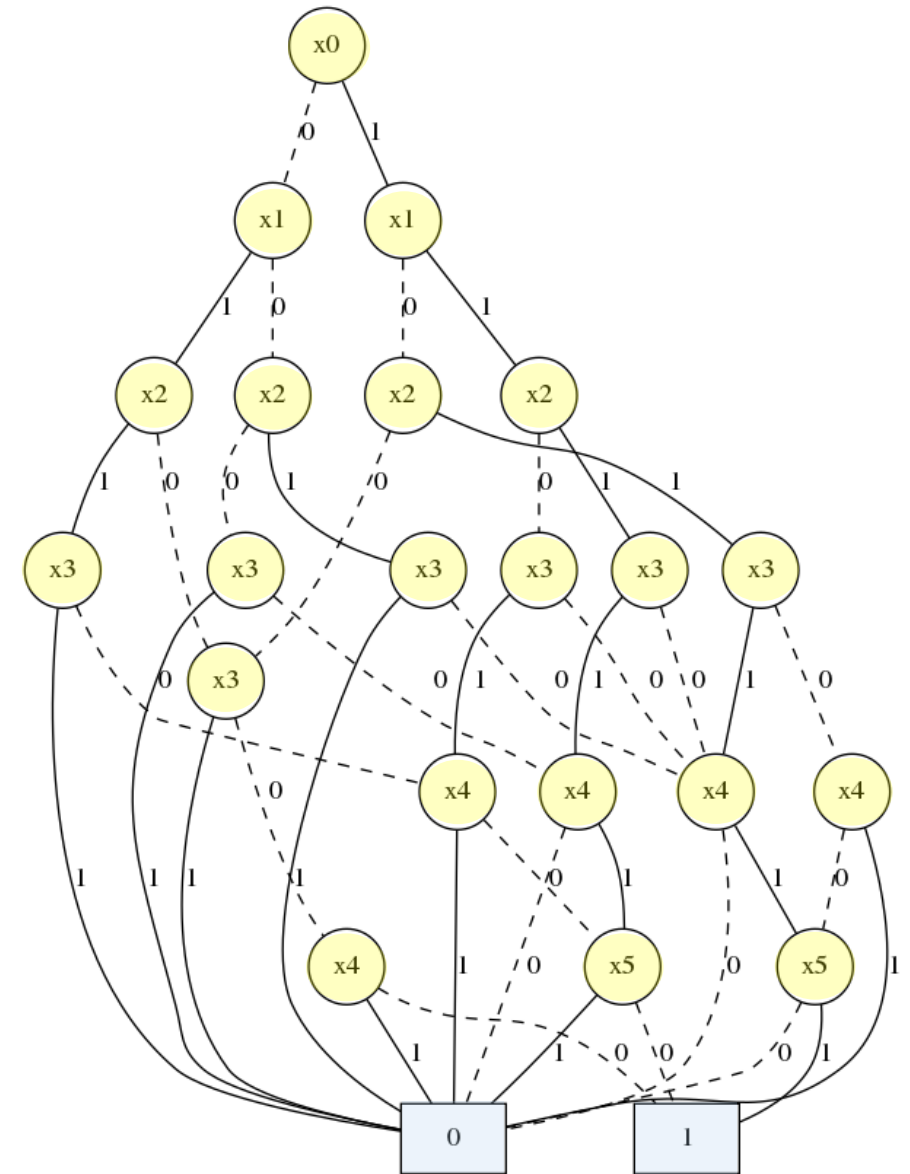 x0
0 1
x1 x1
1 0 0 1
x2 x2 x2 x2
1 0 0 1 0 0 1 1
x3 x3 x3 x3 x3 x3
0 x3 0 1 0 1 0 0 1 0
0 x4 x4 x4 x4
1 1 1 1 0 1 1 0
x4 1 0 x5 0 x5 1
1 1 0 0 0 1
0 1